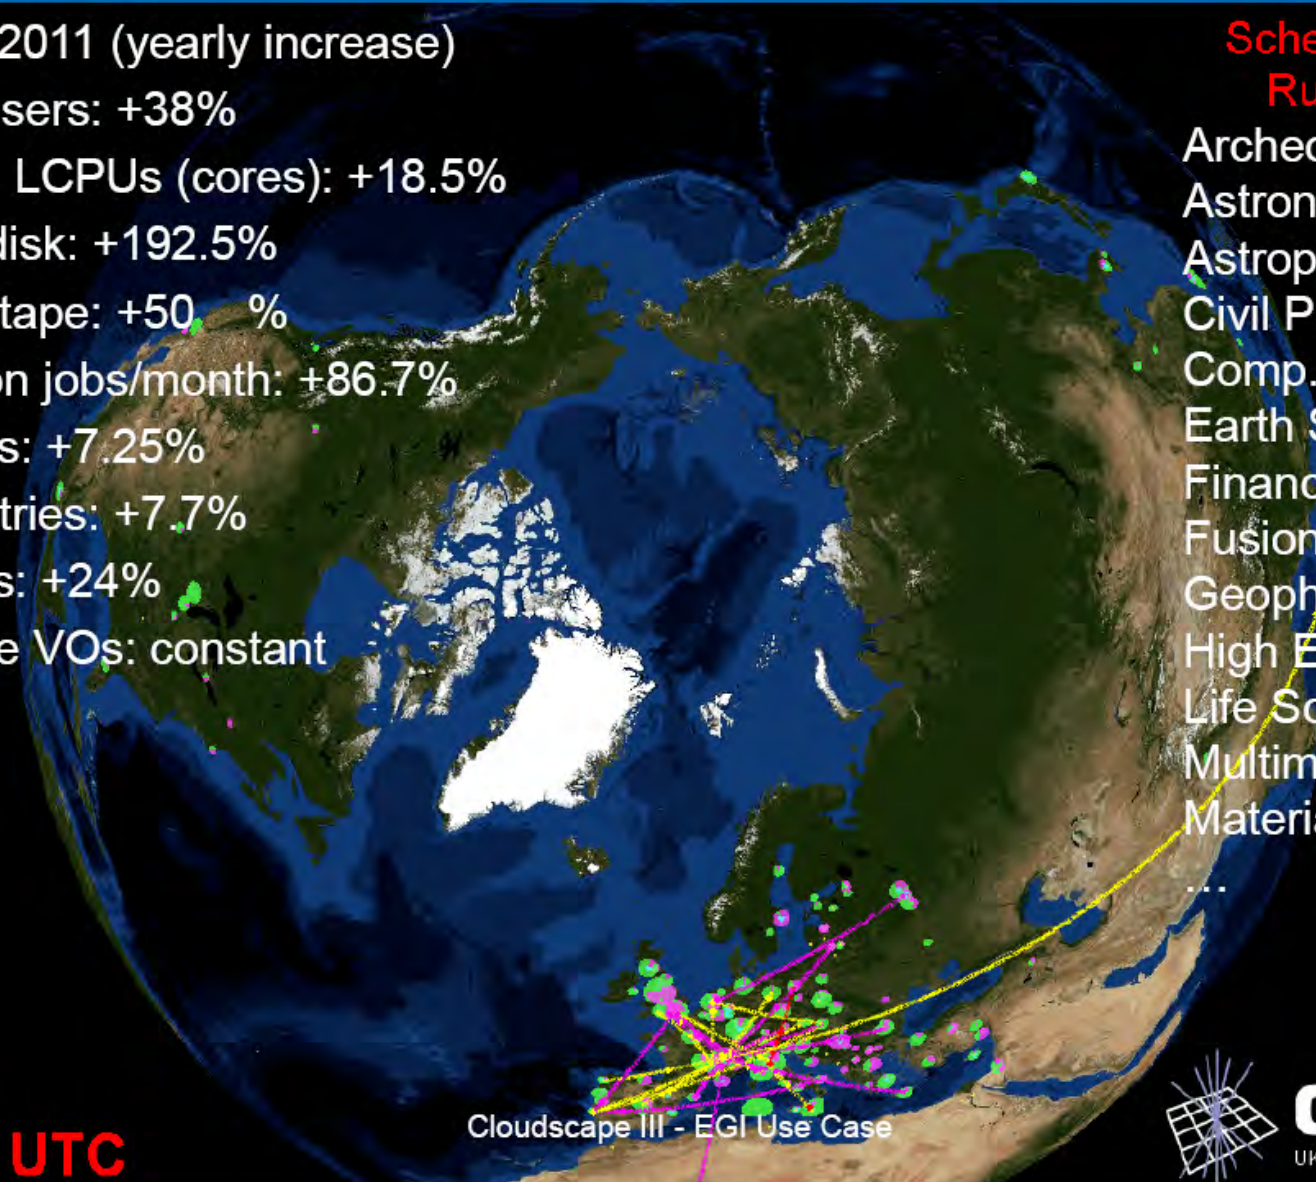 2011 (yearly increase)
sers: +38%
LCPUs (cores): +18.5%
disk: +192.5%
tape: +50 %
on jobs/month: +86.7%
s: +7.25%
tries: +7.7%
s: +24%
e VOs: constant
Sche
Ru
Archeo
Astron
Astrop
Civil P
Comp.
Earth S
Financ
Fusion
Geoph
High E
Life Sc
Multim
Materia
...
Cloudscape III - EGI Use Case
UTC
UK